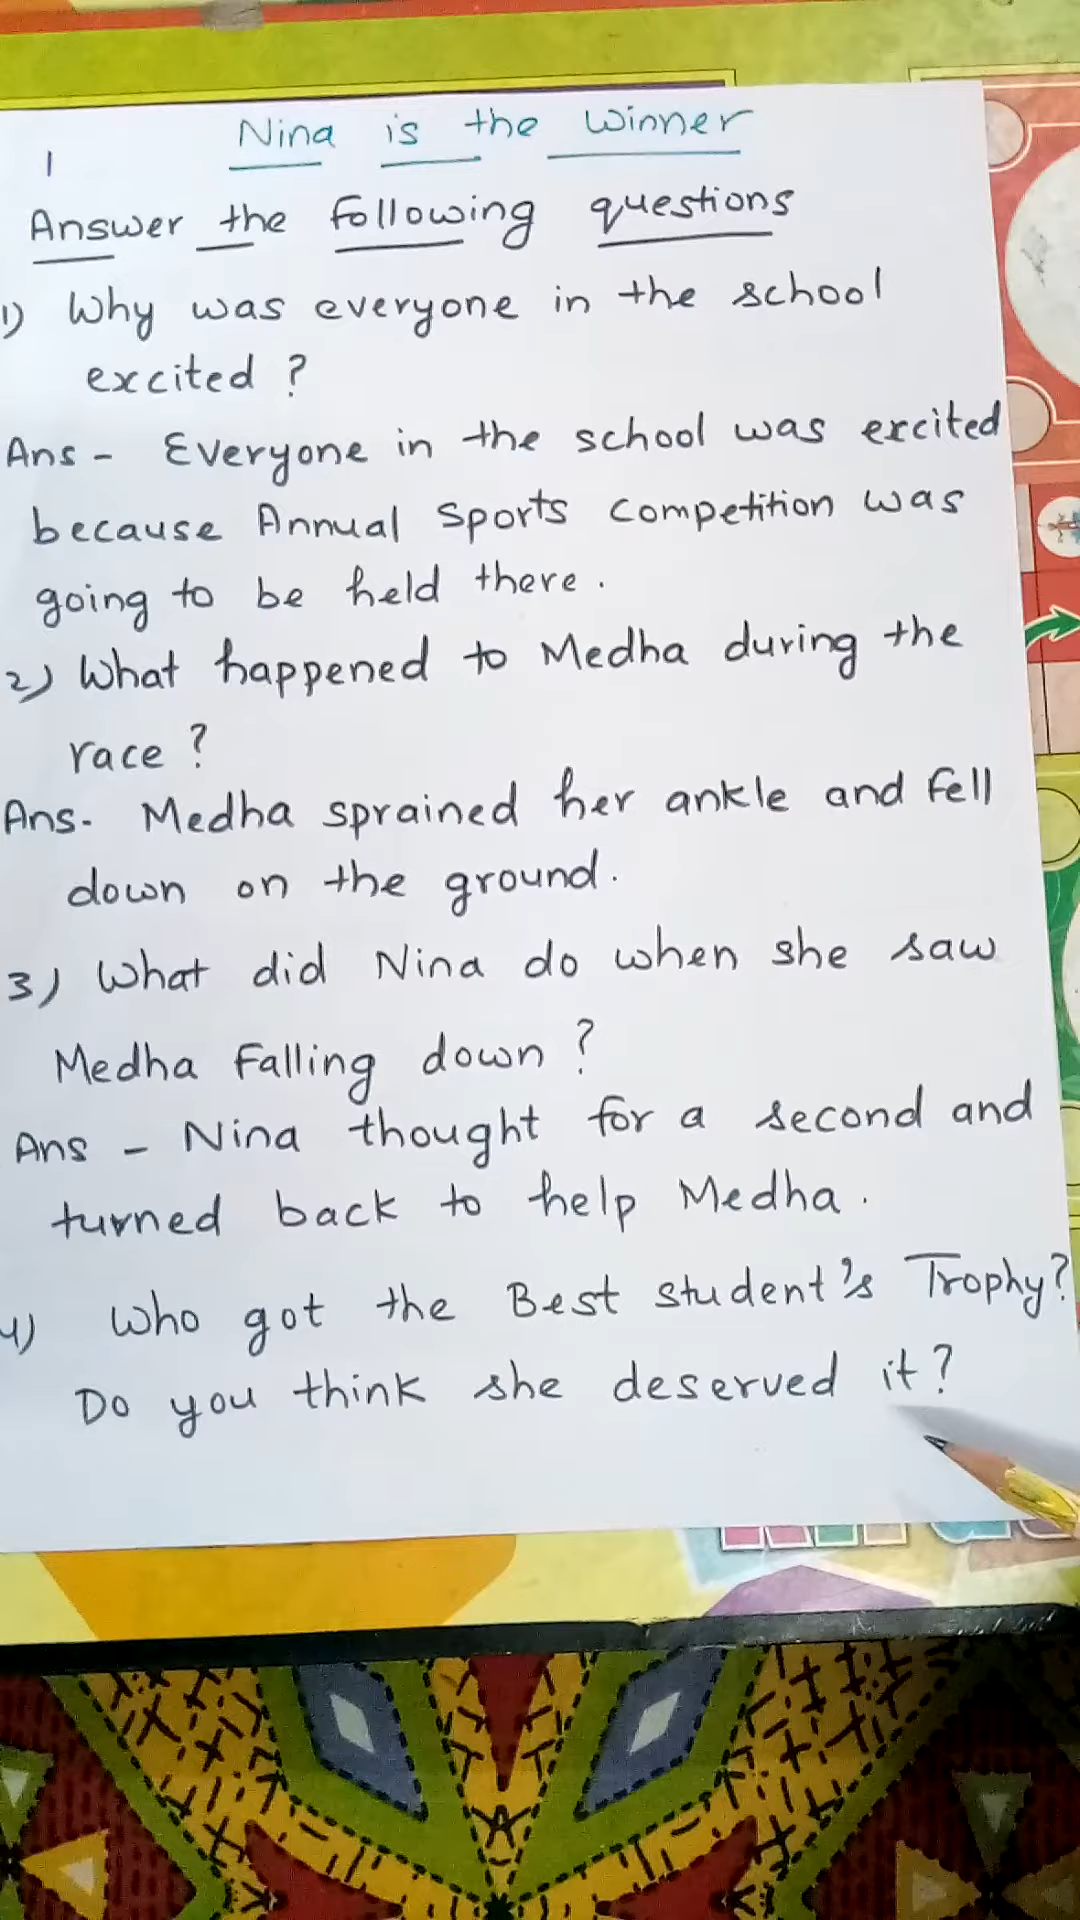 1
Nina is the winner
Answer the following questions
1) Why was everyone in the school
excited ?
Ans - Everyone in the school was excited
because Annual Sports competition was
going to be held there .
2) What happened to Medha during the
race ?
Ans. Medha sprained her ankle and fell
down on the ground.
3) What did Nina do when she saw
Medha falling down ?
Ans - Nina thought for a second and
turned back to help Medha .
4) Who got the Best student's Trophy?
Do you think she deserved it?